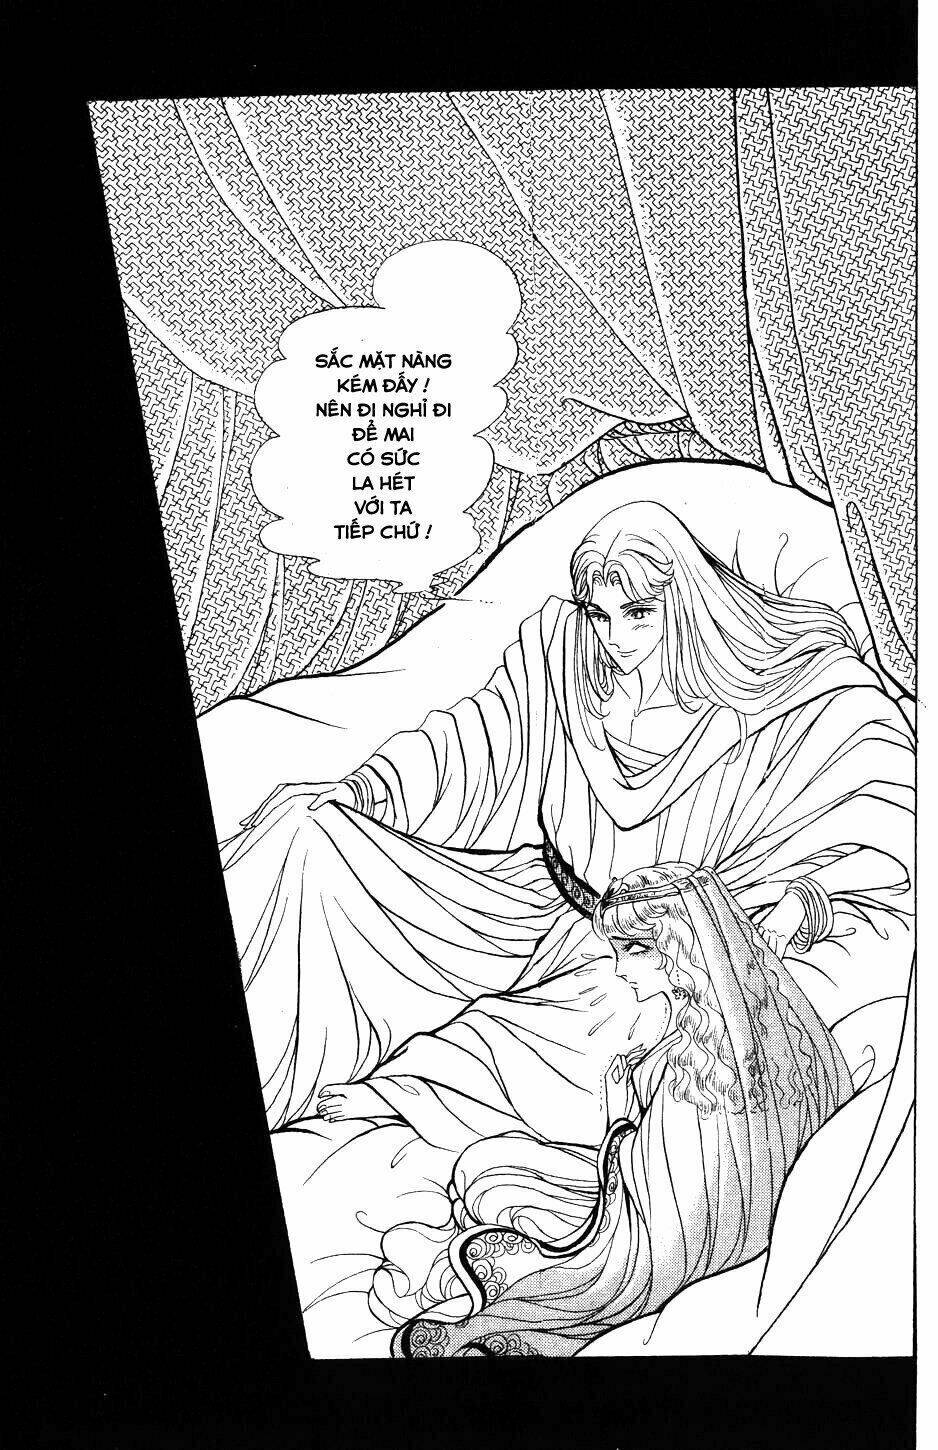 SẮC MẶT NÀNG
KÉM ĐẤY !
NÊN ĐI NGHỈ ĐI
ĐỂ MAI
CÓ SỨC
LA HÉT
VỚI TA
TIẾP CHỨ !